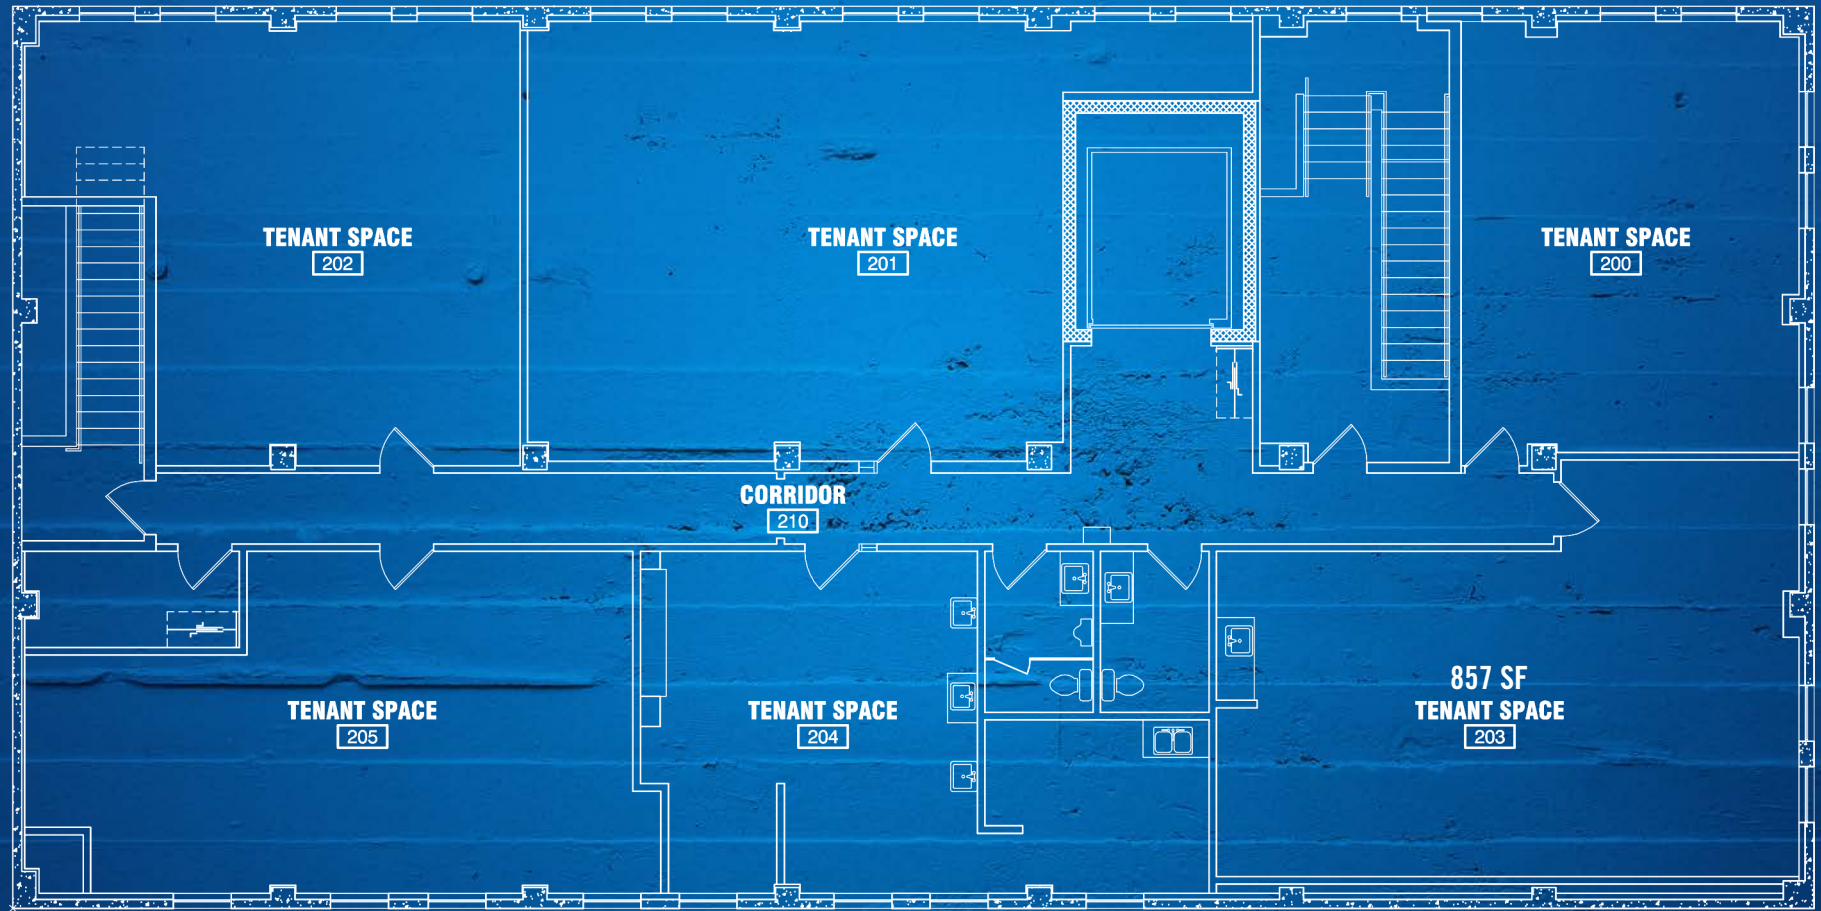 TENANT SPACE
202
TENANT SPACE
201
TENANT SPACE
200
CORRIDOR
210
TENANT SPACE
205
TENANT SPACE
204
857 SF
TENANT SPACE
203